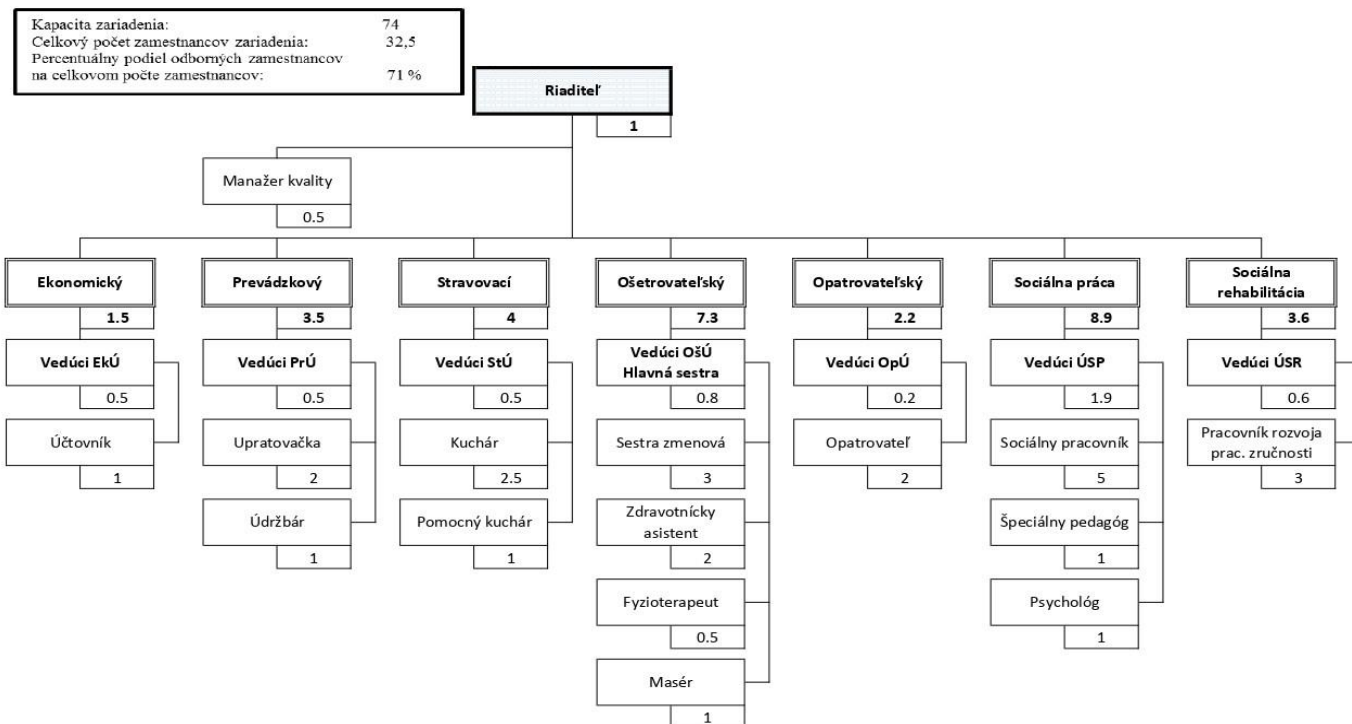 Kapacita zariadenia: 74
Celkový počet zamestnancov zariadenia: 32,5
Percentuálny podiel odborných zamestnancov
na celkovom počte zamestnancov: 71 %
Riaditeľ
1
Manažer kvality
0.5
Ekonomický
1.5
Vedúci EkÚ
0.5
Účtovník
1
Prevádzkový
3.5
Vedúci PrÚ
0.5
Upratovačka
2
Údržbár
1
Stravovací
4
Vedúci StÚ
0.5
Kuchár
2.5
Pomocný kuchár
1
Ošetrovateľský
7.3
Vedúci OšÚ
Hlavná sestra
0.8
Sestra zmenová
3
Zdravotnícky
asistent
2
Fyzioterapeut
0.5
Masér
1
Opatrovateľský
2.2
Vedúci OpÚ
0.2
Opatrovateľ
2
Sociálna práca
8.9
Vedúci ÚSP
1.9
Sociálny pracovník
5
Špeciálny pedagóg
1
Psychológ
1
Sociálna
rehabilitácia
3.6
Vedúci ÚSR
0.6
Pracovník rozvoja
prac. zručnosti
3